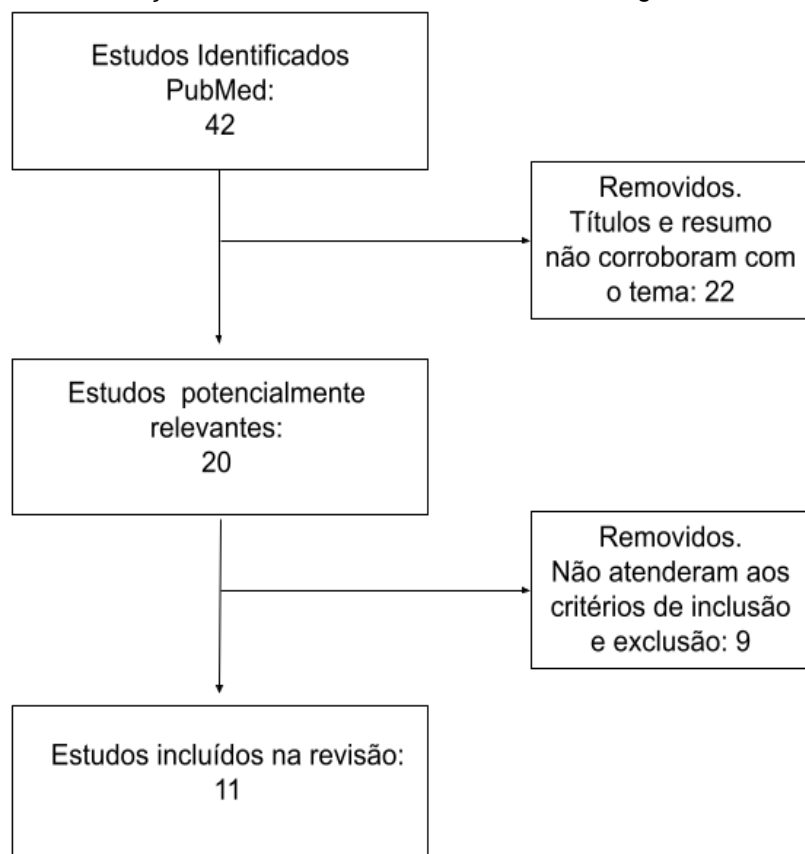 Estudos Identificados
PubMed:
42
Removidos.
Títulos e resumo
não corroboram com
o tema: 22
Estudos potencialmente
relevantes:
20
Removidos.
Não atenderam aos
critérios de inclusão
e exclusão: 9
Estudos incluídos na revisão:
11